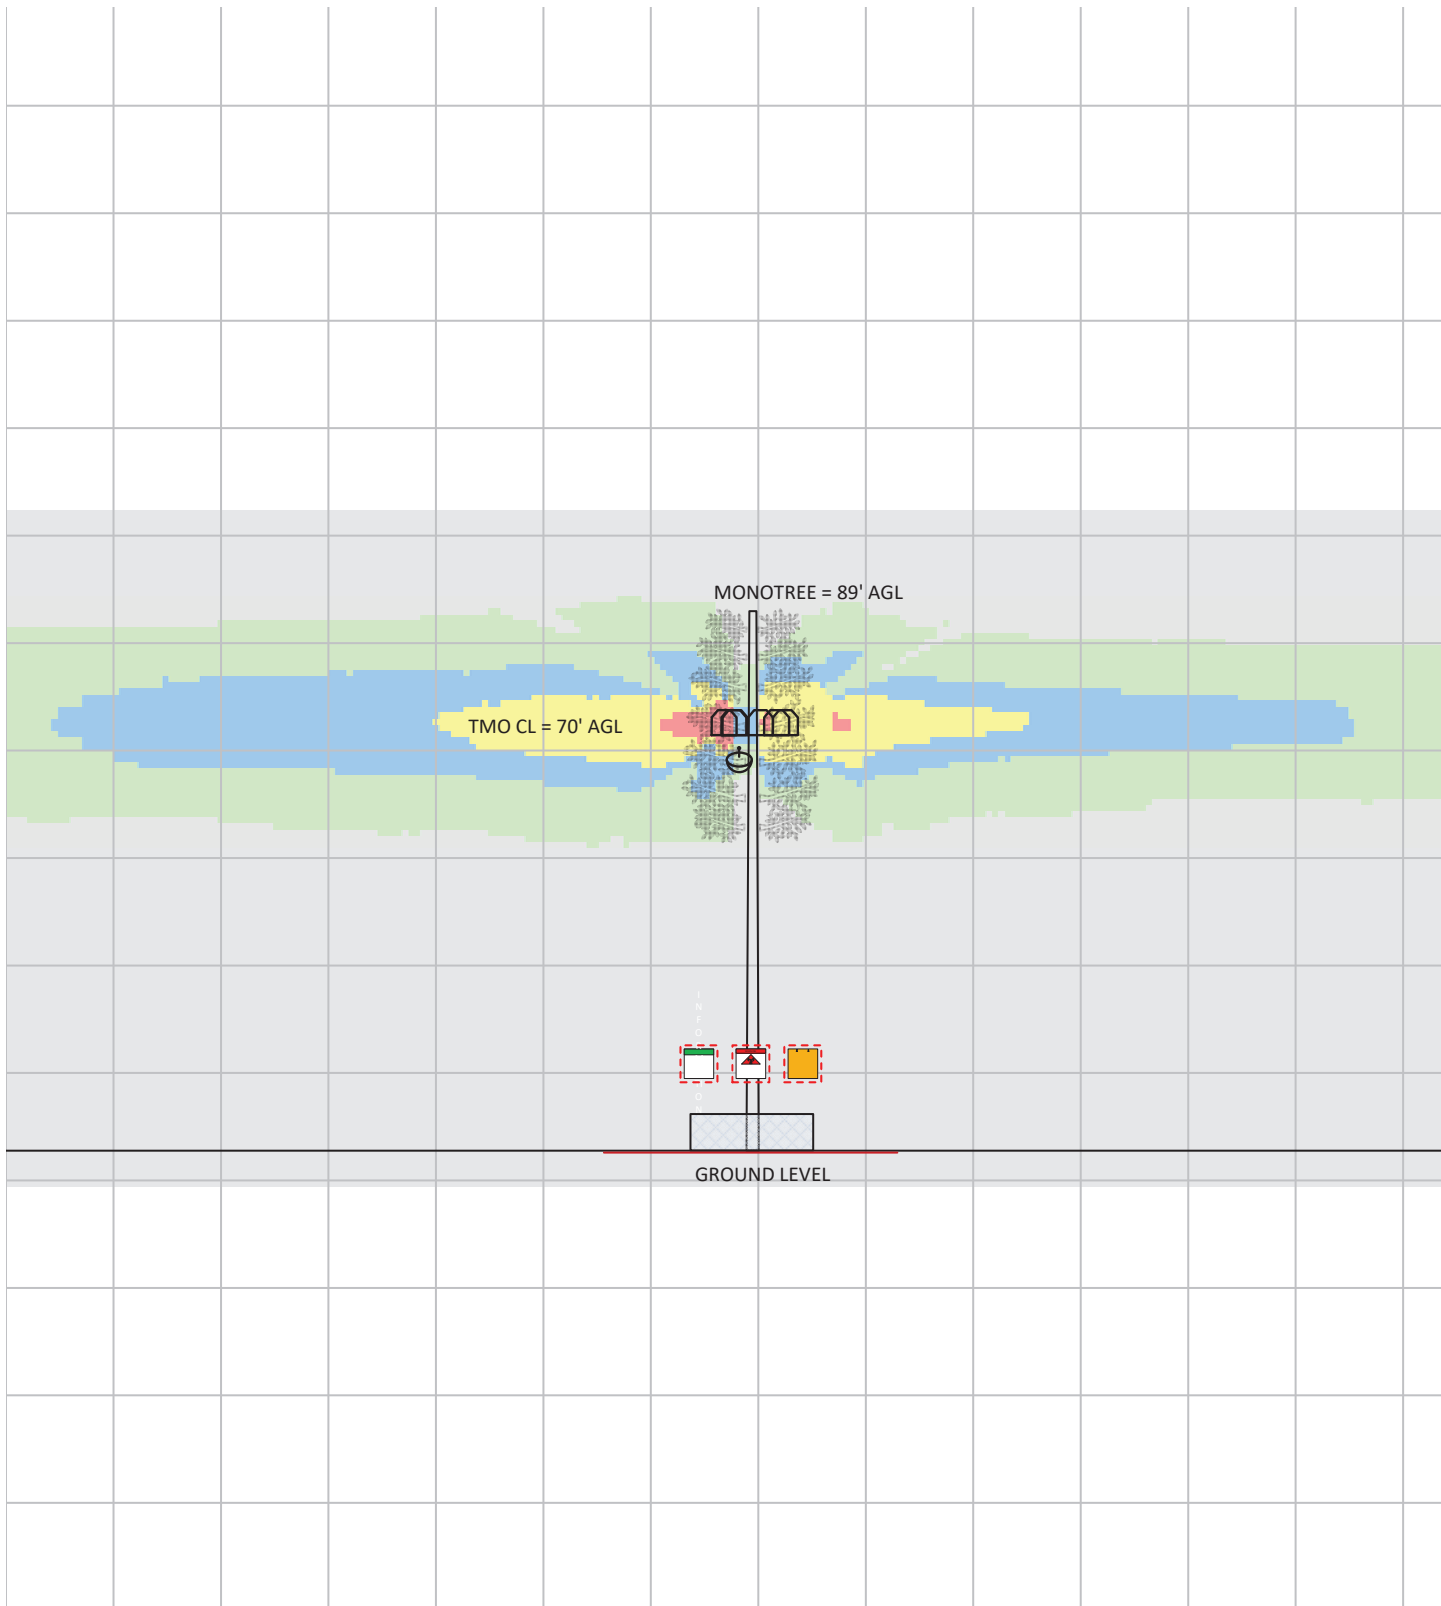 MONOTREE = 89' AGL
TMO CL = 70' AGL
I
N
F
O
O
N
GROUND LEVEL